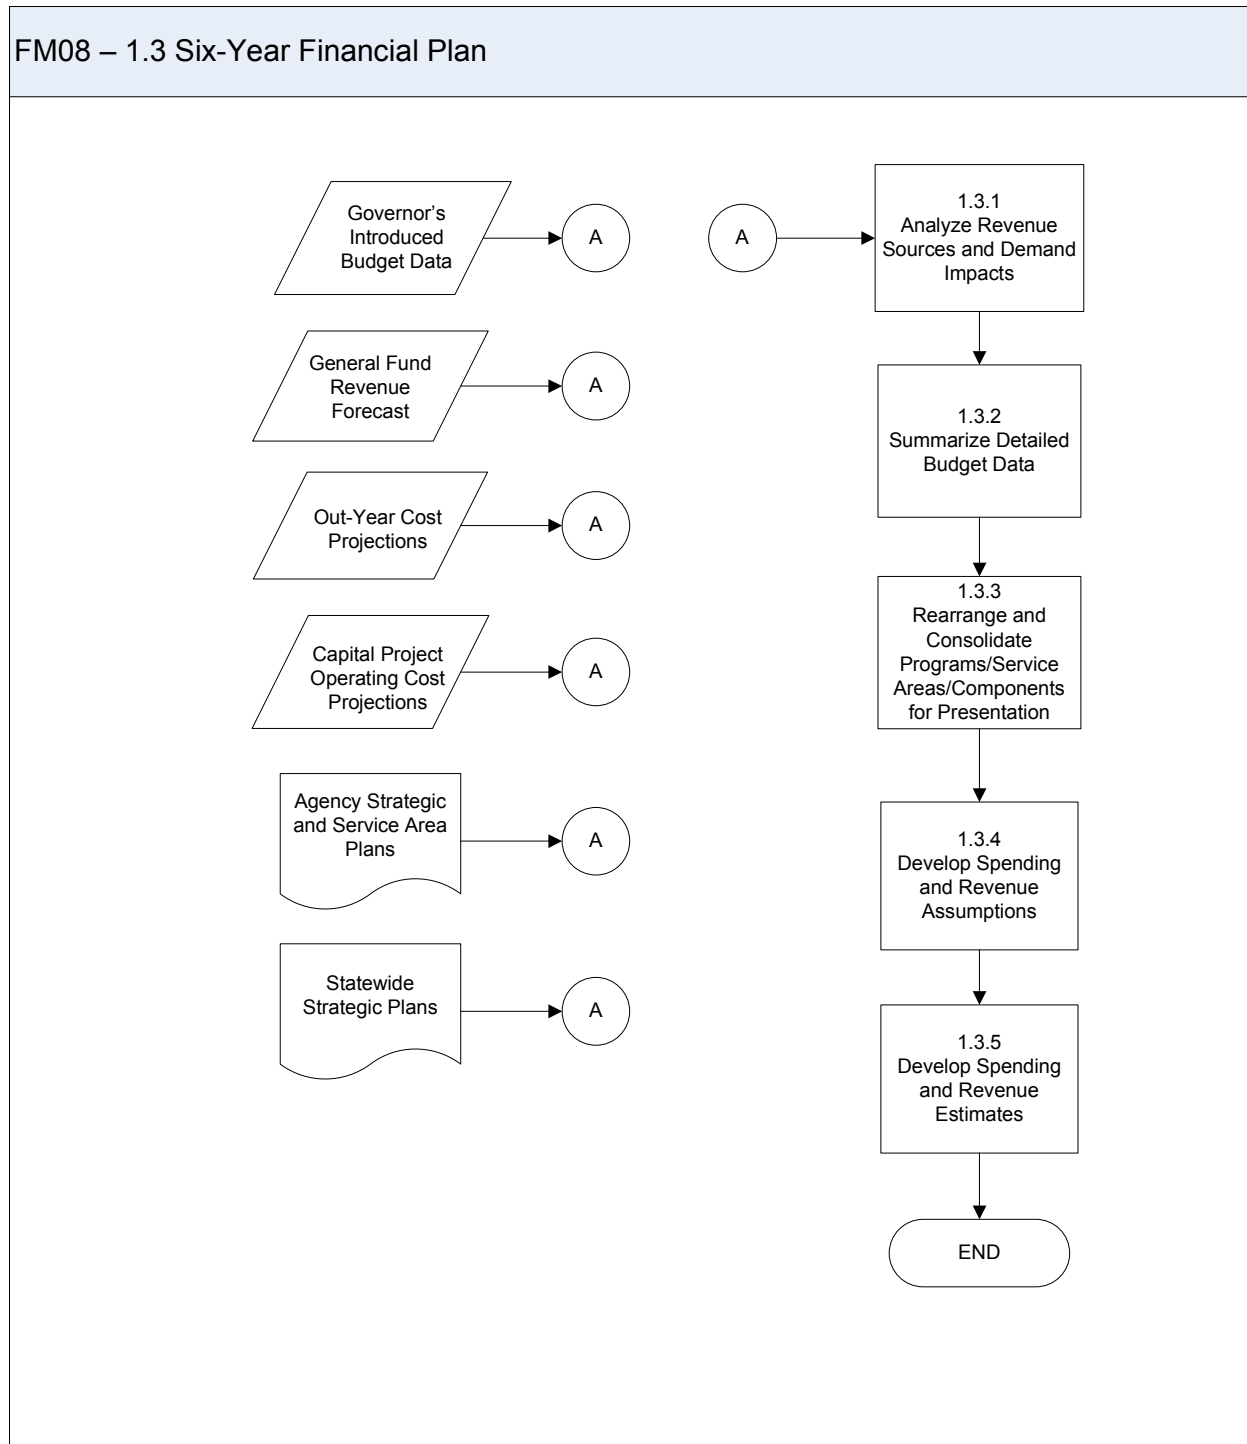 FM08 – 1.3 Six-Year Financial Plan
Governor's
Introduced
Budget Data
A
General Fund
Revenue
Forecast
A
Out-Year Cost
Projections
A
Capital Project
Operating Cost
Projections
A
Agency Strategic
and Service Area
Plans
A
Statewide
Strategic Plans
A
A
1.3.1
Analyze Revenue
Sources and Demand
Impacts
1.3.2
Summarize Detailed
Budget Data
1.3.3
Rearrange and
Consolidate
Programs/Service
Areas/Components
for Presentation
1.3.4
Develop Spending
and Revenue
Assumptions
1.3.5
Develop Spending
and Revenue
Estimates
END